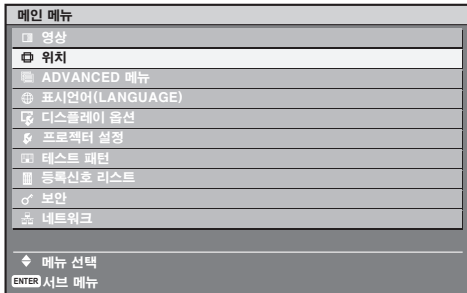 메인 메뉴
영상
위치
ADVANCED 메뉴
표시언어(LANGUAGE)
디스플레이 옵션
프로젝터 설정
테스트 패턴
등록신호 리스트
보안
네트워크
메뉴 선택
ENTER 서브 메뉴